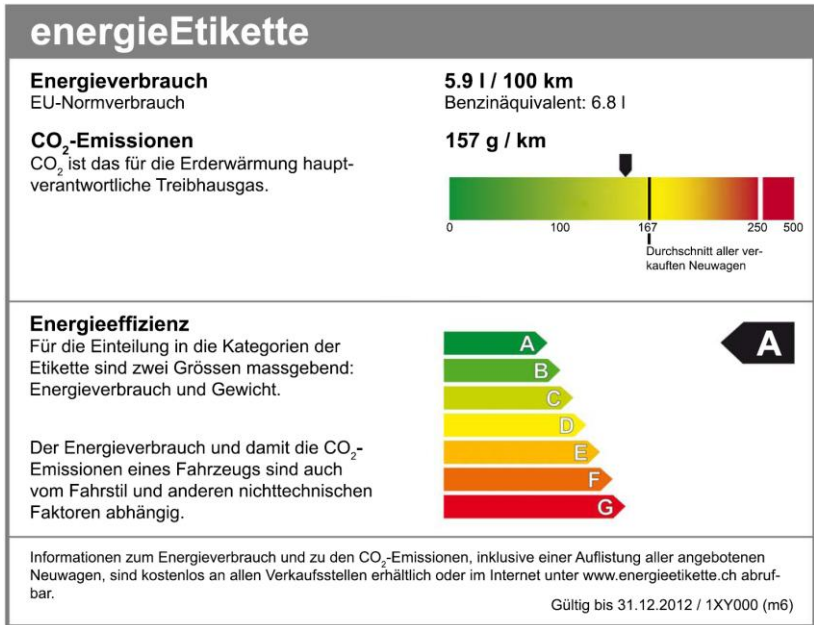 energieEtikette
Energieverbrauch
EU-Normverbrauch
5.9 l / 100 km
Benzinäquivalent: 6.8 l
CO₂-Emissionen
CO₂ ist das für die Erderwärmung haupt-
verantwortliche Treibhausgas.
157 g / km
0 100 167 250 500
Durchschnitt aller ver-
kauften Neuwagen
Energieeffizienz
Für die Einteilung in die Kategorien der
Etikette sind zwei Grössen massgebend:
Energieverbrauch und Gewicht.
Der Energieverbrauch und damit die CO₂-
Emissionen eines Fahrzeugs sind auch
vom Fahrstil und anderen nichttechnischen
Faktoren abhängig.
A
B
C
D
E
F
G
A
Informationen zum Energieverbrauch und zu den CO₂-Emissionen, inklusive einer Auflistung aller angebotenen
Neuwagen, sind kostenlos an allen Verkaufsstellen erhältlich oder im Internet unter www.energieetikette.ch abruf-
bar.
Gültig bis 31.12.2012 / 1XY000 (m6)